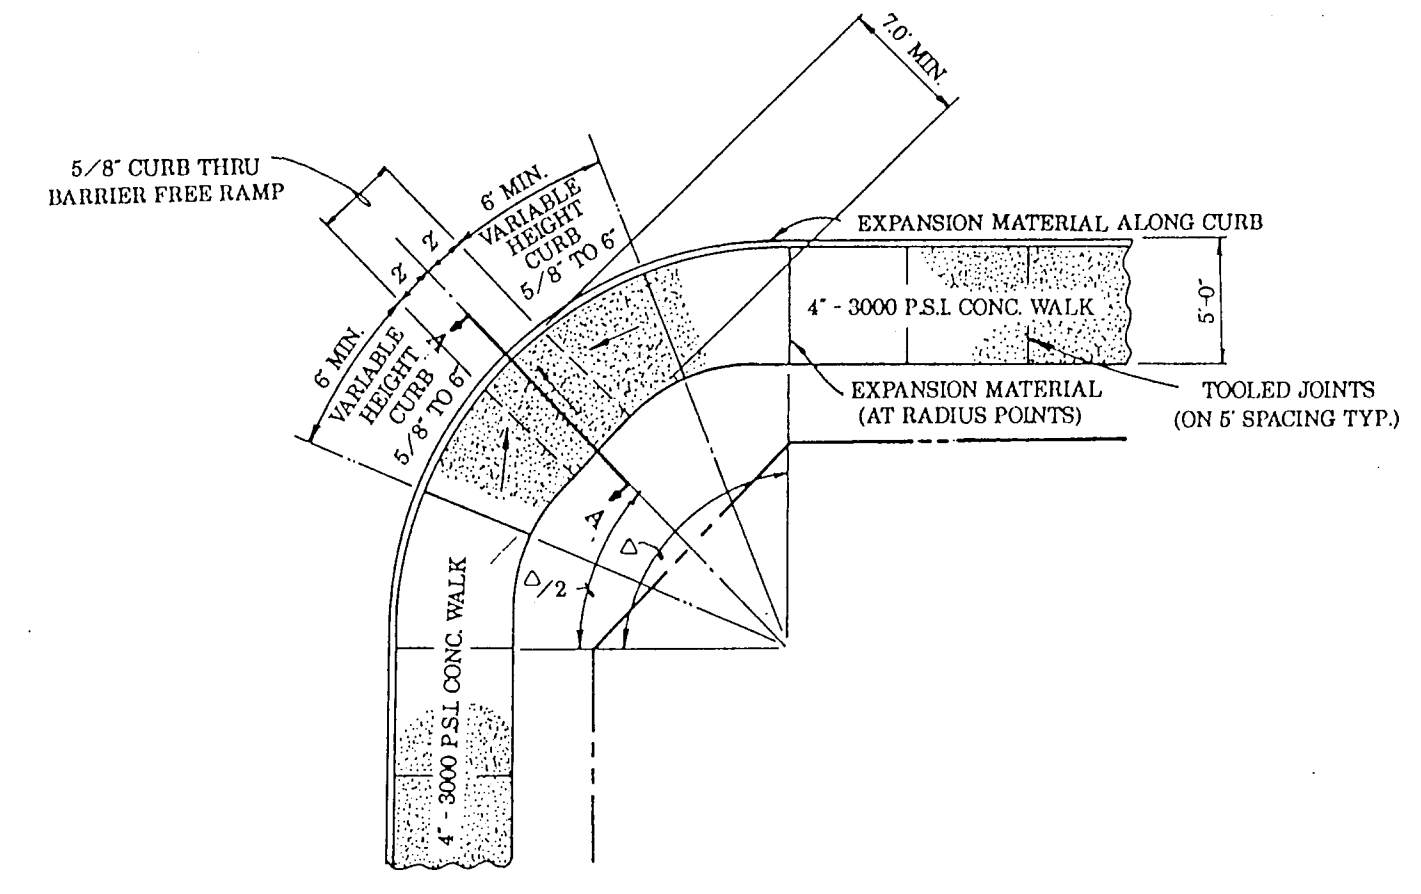 7.0' MIN.
5/8" CURB THRU
BARRIER FREE RAMP
6' MIN.
VARIABLE
HEIGHT
CURB
5/8" TO 6"
2'
2'
6' MIN.
VARIABLE
HEIGHT
CURB
5/8" TO 6"
A
EXPANSION MATERIAL ALONG CURB
4" - 3000 P.S.I. CONC. WALK
5'-0"
EXPANSION MATERIAL
(AT RADIUS POINTS)
TOOLED JOINTS
(ON 5' SPACING TYP.)
A
Δ
Δ/2
4" - 3000 P.S.I. CONC. WALK